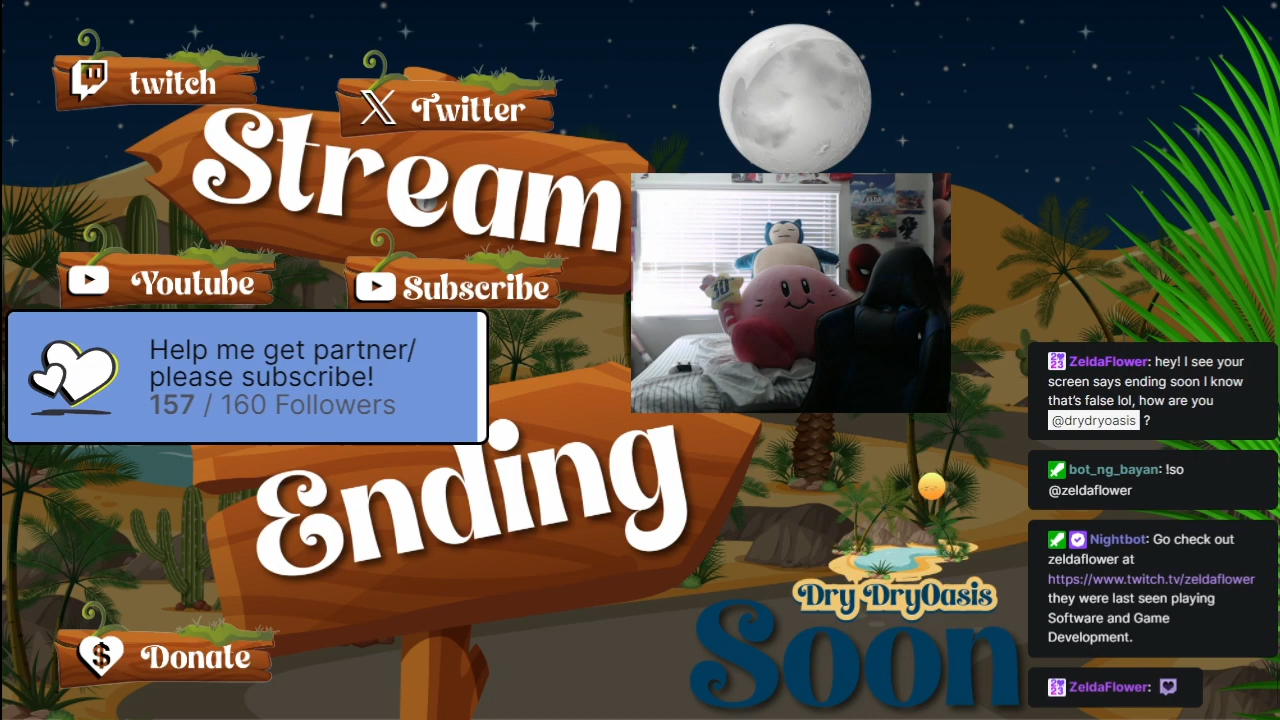 twitch
Twitter
Stream
Youtube
Subscribe
Help me get partner/
please subscribe!
157 / 160 Followers
Ending
Donate
Dry DryOasis
Soon
ZeldaFlower: hey! I see your
screen says ending soon I know
that's false lol, how are you
@drydryoasis ?
bot_ng_bayan: !so
@zeldaflower
Nightbot: Go check out
zeldaflower at
https://www.twitch.tv/zeldaflower
they were last seen playing
Software and Game
Development.
ZeldaFlower: